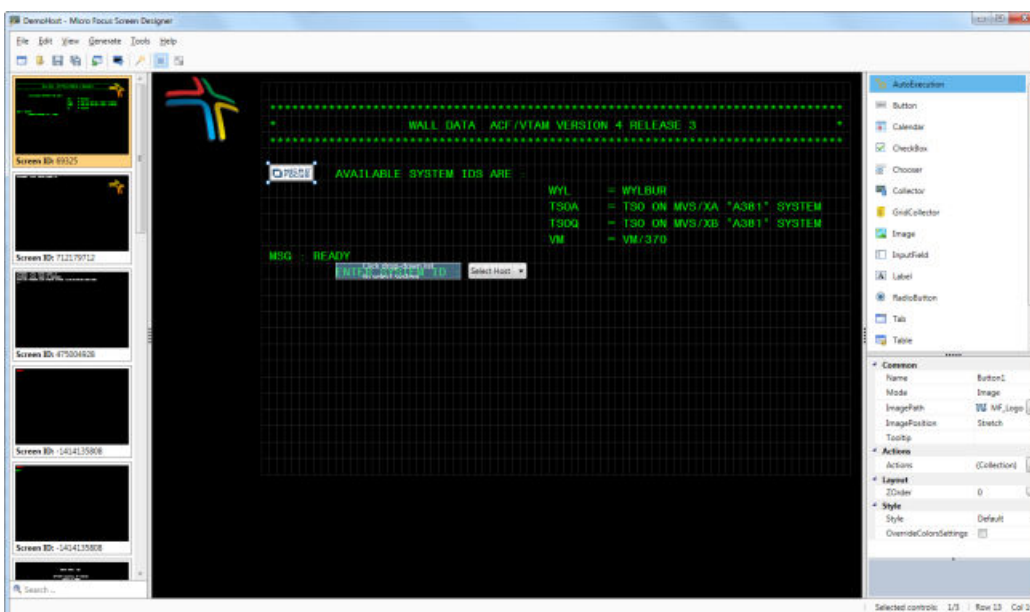 DemoHost - Micro Focus Screen Designer
File Edit View Generate Tools Help
Screen ID: 69325
Screen ID: 712179712
Screen ID: 475004928
Screen ID: -1414135808
Screen ID: -1414135808
Search ...
WALL DATA ACF/VTAM VERSION 4 RELEASE 3
AVAILABLE SYSTEM IDS ARE :
WYL = WYLBUR
TSOA = TSO ON MVS/XA "A381" SYSTEM
TSOQ = TSO ON MVS/XB "A381" SYSTEM
VM = VM/370
MSG : READY
ENTER SYSTEM ID
Select Host
AutoExecution
Button
Calendar
CheckBox
Chooser
Collector
GridCollector
Image
InputField
Label
RadioButton
Tab
Table
Common
Name Button1
Mode Image
ImagePath MF_Logo
ImagePosition Stretch
Tooltip
Actions
Actions (Collection)
Layout
ZOrder 0
Style
Style Default
OverrideColorsSettings
Selected controls: 1/3 Row 13 Col